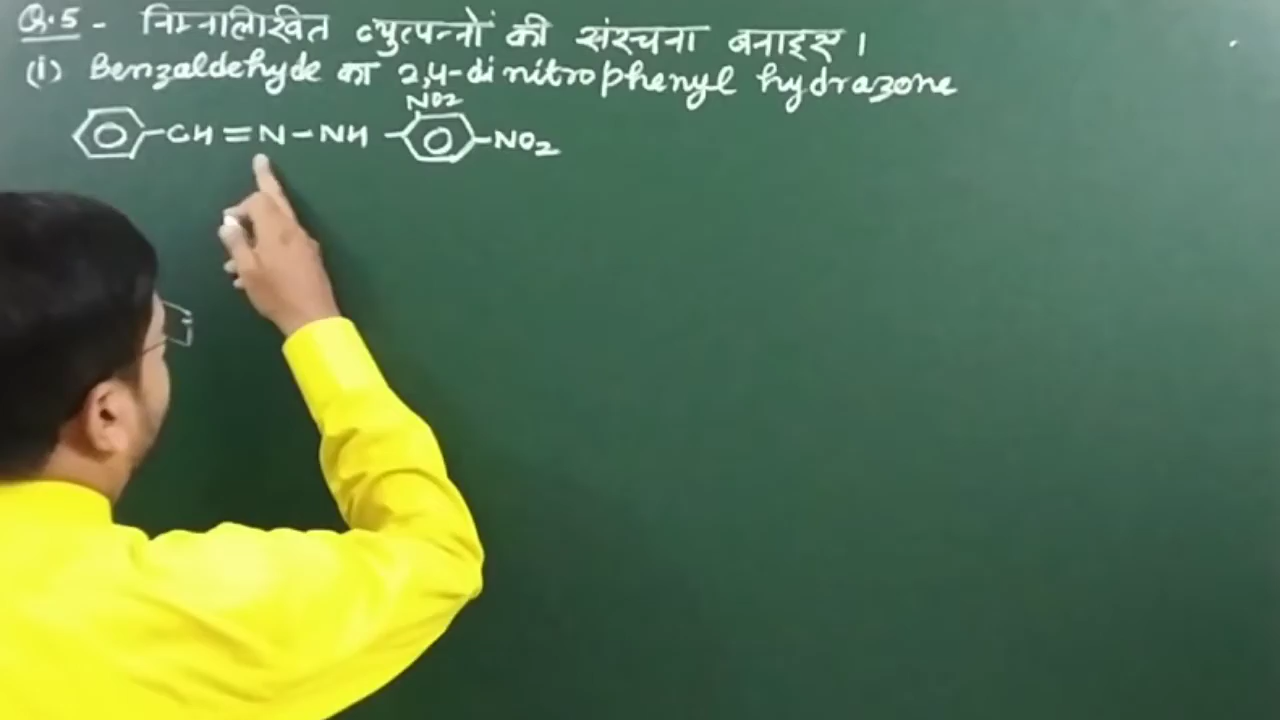 Q.5 - निम्नलिखित व्युत्पन्नों की संरचना बनाइए।
(i) Benzaldehyde का 2,4-dinitrophenyl hydrazone
NO2
-CH=N-NH- -NO2